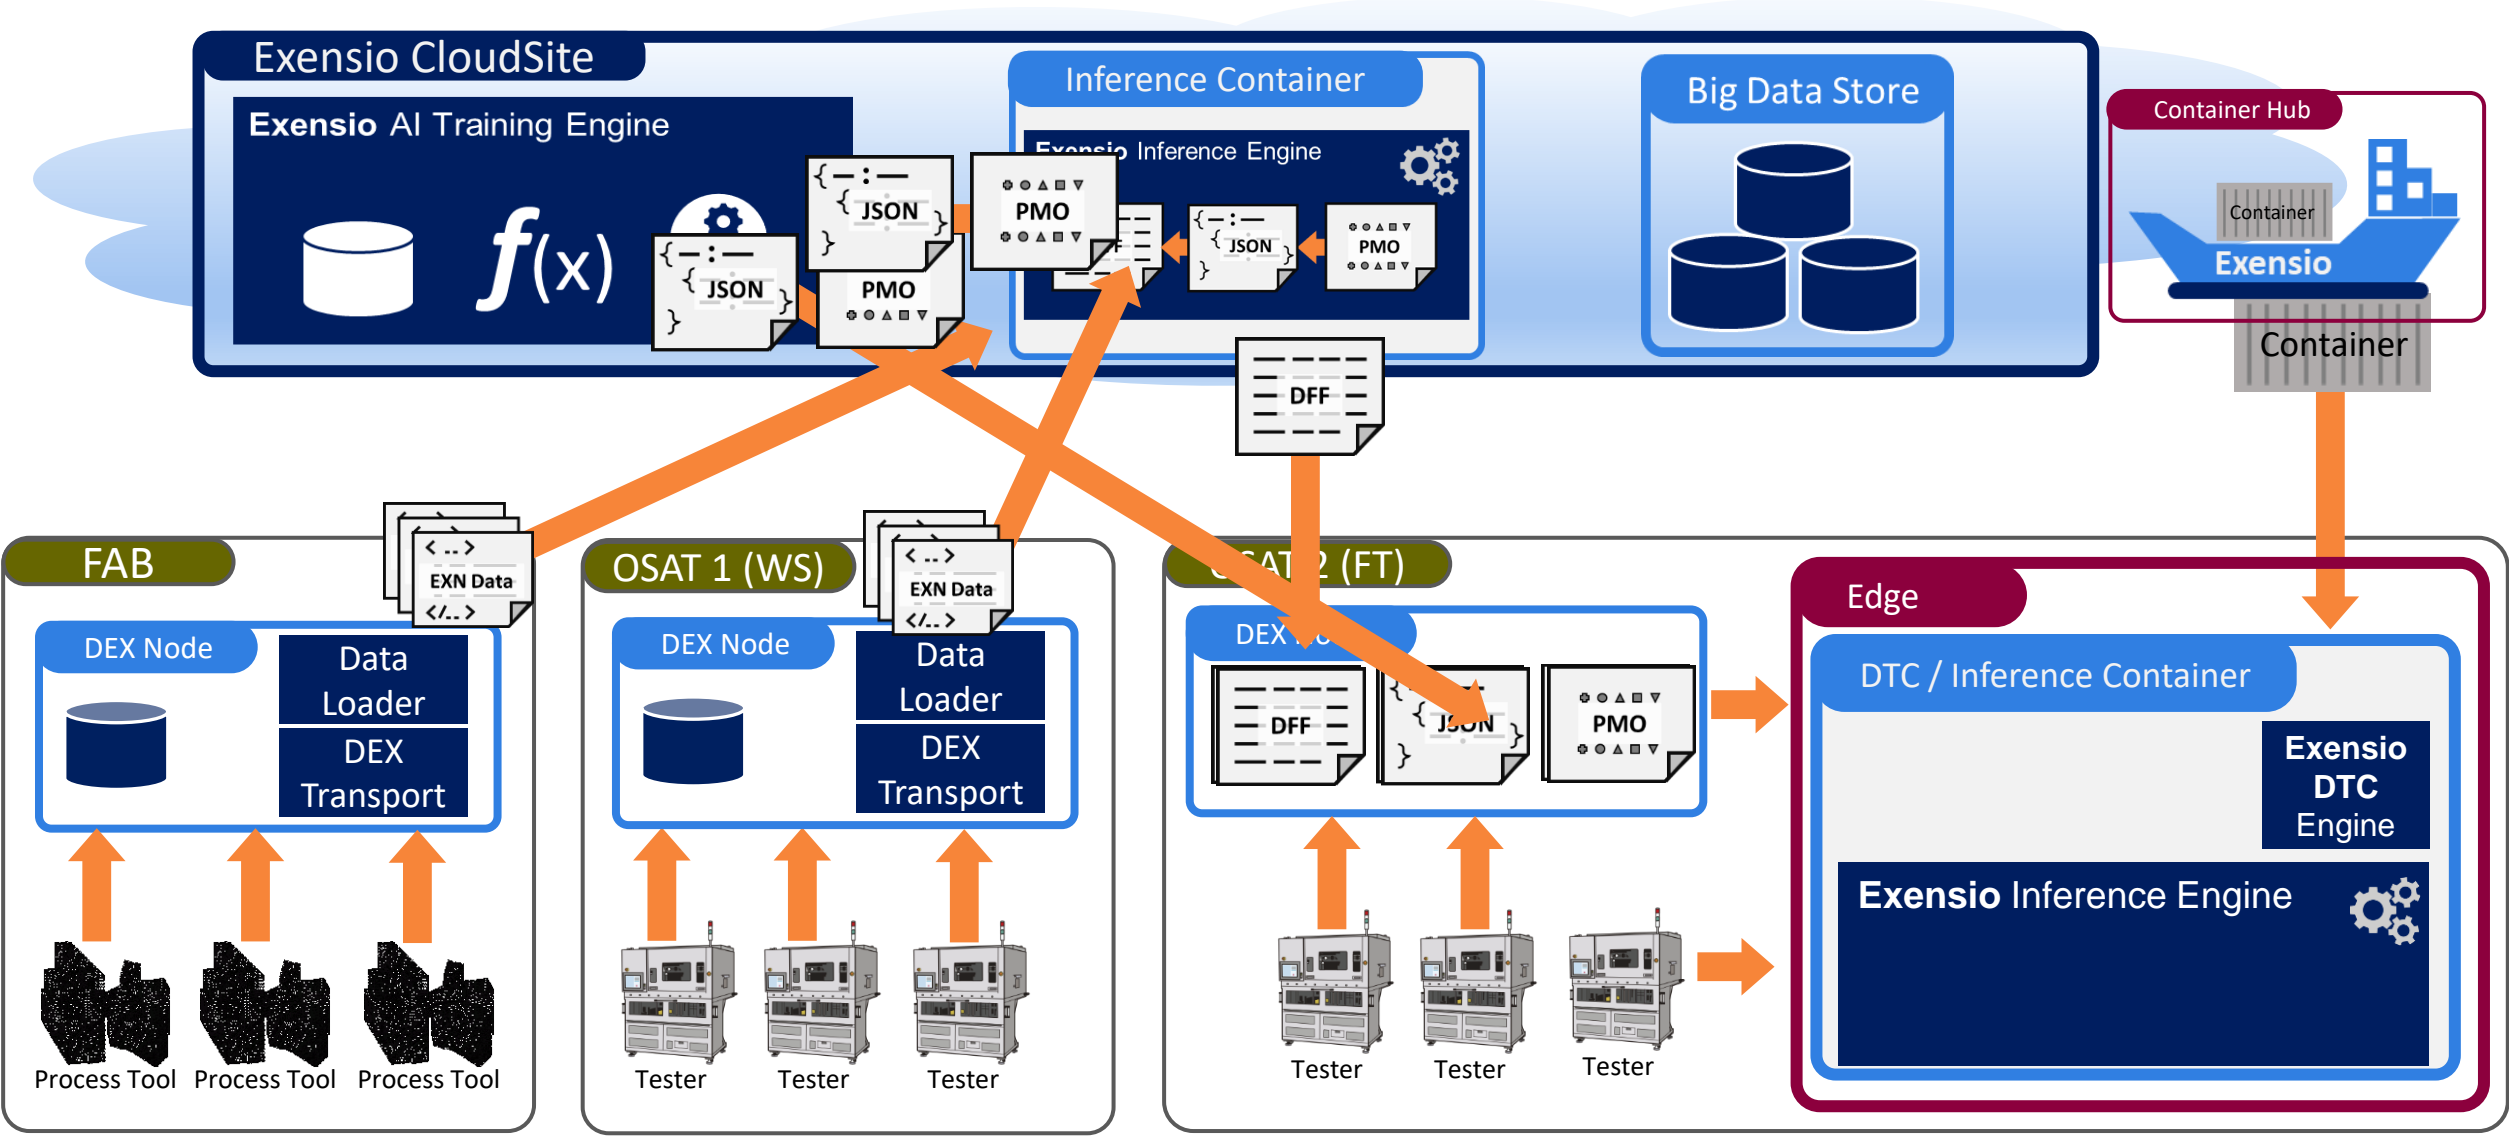 Exensio CloudSite
Exensio AI Training Engine
f(x)
{ — : —
{ JSON }
}
PMO
{ — : —
{ JSON }
}
PMO
Inference Container
Exensio Inference Engine
{ — : —
{ JSON }
}
PMO
Big Data Store
Container Hub
Container
Exensio
Container
DFF
FAB
< .. >
EXN Data
</.. >
DEX Node
Data
Loader
DEX
Transport
Process Tool
Process Tool
Process Tool
OSAT 1 (WS)
< .. >
EXN Data
</.. >
DEX Node
Data
Loader
DEX
Transport
Tester
Tester
Tester
2 (FT)
DEX
DFF
JSON
PMO
Tester
Tester
Tester
Edge
DTC / Inference Container
Exensio
DTC
Engine
Exensio Inference Engine